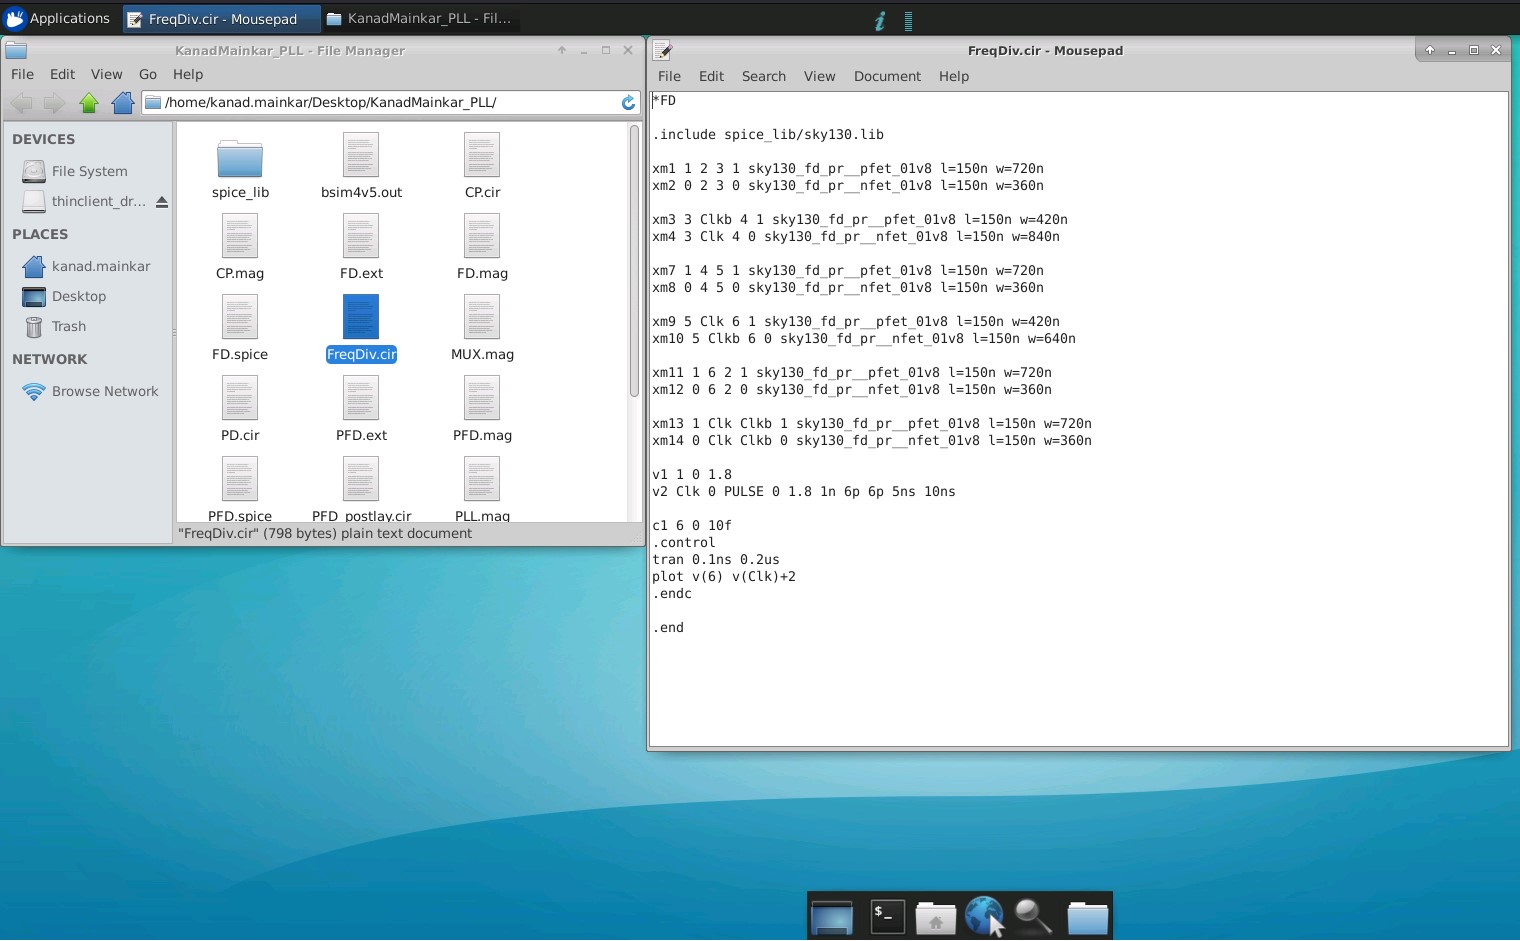 Applications
FreqDiv.cir - Mousepad
KanadMainkar_PLL - Fil...
KanadMainkar_PLL - File Manager
File Edit View Go Help
/home/kanad.mainkar/Desktop/KanadMainkar_PLL/
DEVICES
File System
thinclient_dr...
PLACES
kanad.mainkar
Desktop
Trash
NETWORK
Browse Network
spice_lib
bsim4v5.out
CP.cir
CP.mag
FD.ext
FD.mag
FD.spice
FreqDiv.cir
MUX.mag
PD.cir
PFD.ext
PFD.mag
PFD.spice
PFD_postlay.cir
PLL.mag
"FreqDiv.cir" (798 bytes) plain text document
FreqDiv.cir - Mousepad
File Edit Search View Document Help
*FD
.include spice_lib/sky130.lib
xm1 1 2 3 1 sky130_fd_pr__pfet_01v8 l=150n w=720n
xm2 0 2 3 0 sky130_fd_pr__nfet_01v8 l=150n w=360n
xm3 3 Clkb 4 1 sky130_fd_pr__pfet_01v8 l=150n w=420n
xm4 3 Clk 4 0 sky130_fd_pr__nfet_01v8 l=150n w=840n
xm7 1 4 5 1 sky130_fd_pr__pfet_01v8 l=150n w=720n
xm8 0 4 5 0 sky130_fd_pr__nfet_01v8 l=150n w=360n
xm9 5 Clk 6 1 sky130_fd_pr__pfet_01v8 l=150n w=420n
xm10 5 Clkb 6 0 sky130_fd_pr__nfet_01v8 l=150n w=640n
xm11 1 6 2 1 sky130_fd_pr__pfet_01v8 l=150n w=720n
xm12 0 6 2 0 sky130_fd_pr__nfet_01v8 l=150n w=360n
xm13 1 Clk Clkb 1 sky130_fd_pr__pfet_01v8 l=150n w=720n
xm14 0 Clk Clkb 0 sky130_fd_pr__nfet_01v8 l=150n w=360n
v1 1 0 1.8
v2 Clk 0 PULSE 0 1.8 1n 6p 6p 5ns 10ns
c1 6 0 10f
.control
tran 0.1ns 0.2us
plot v(6) v(Clk)+2
.endc
.end